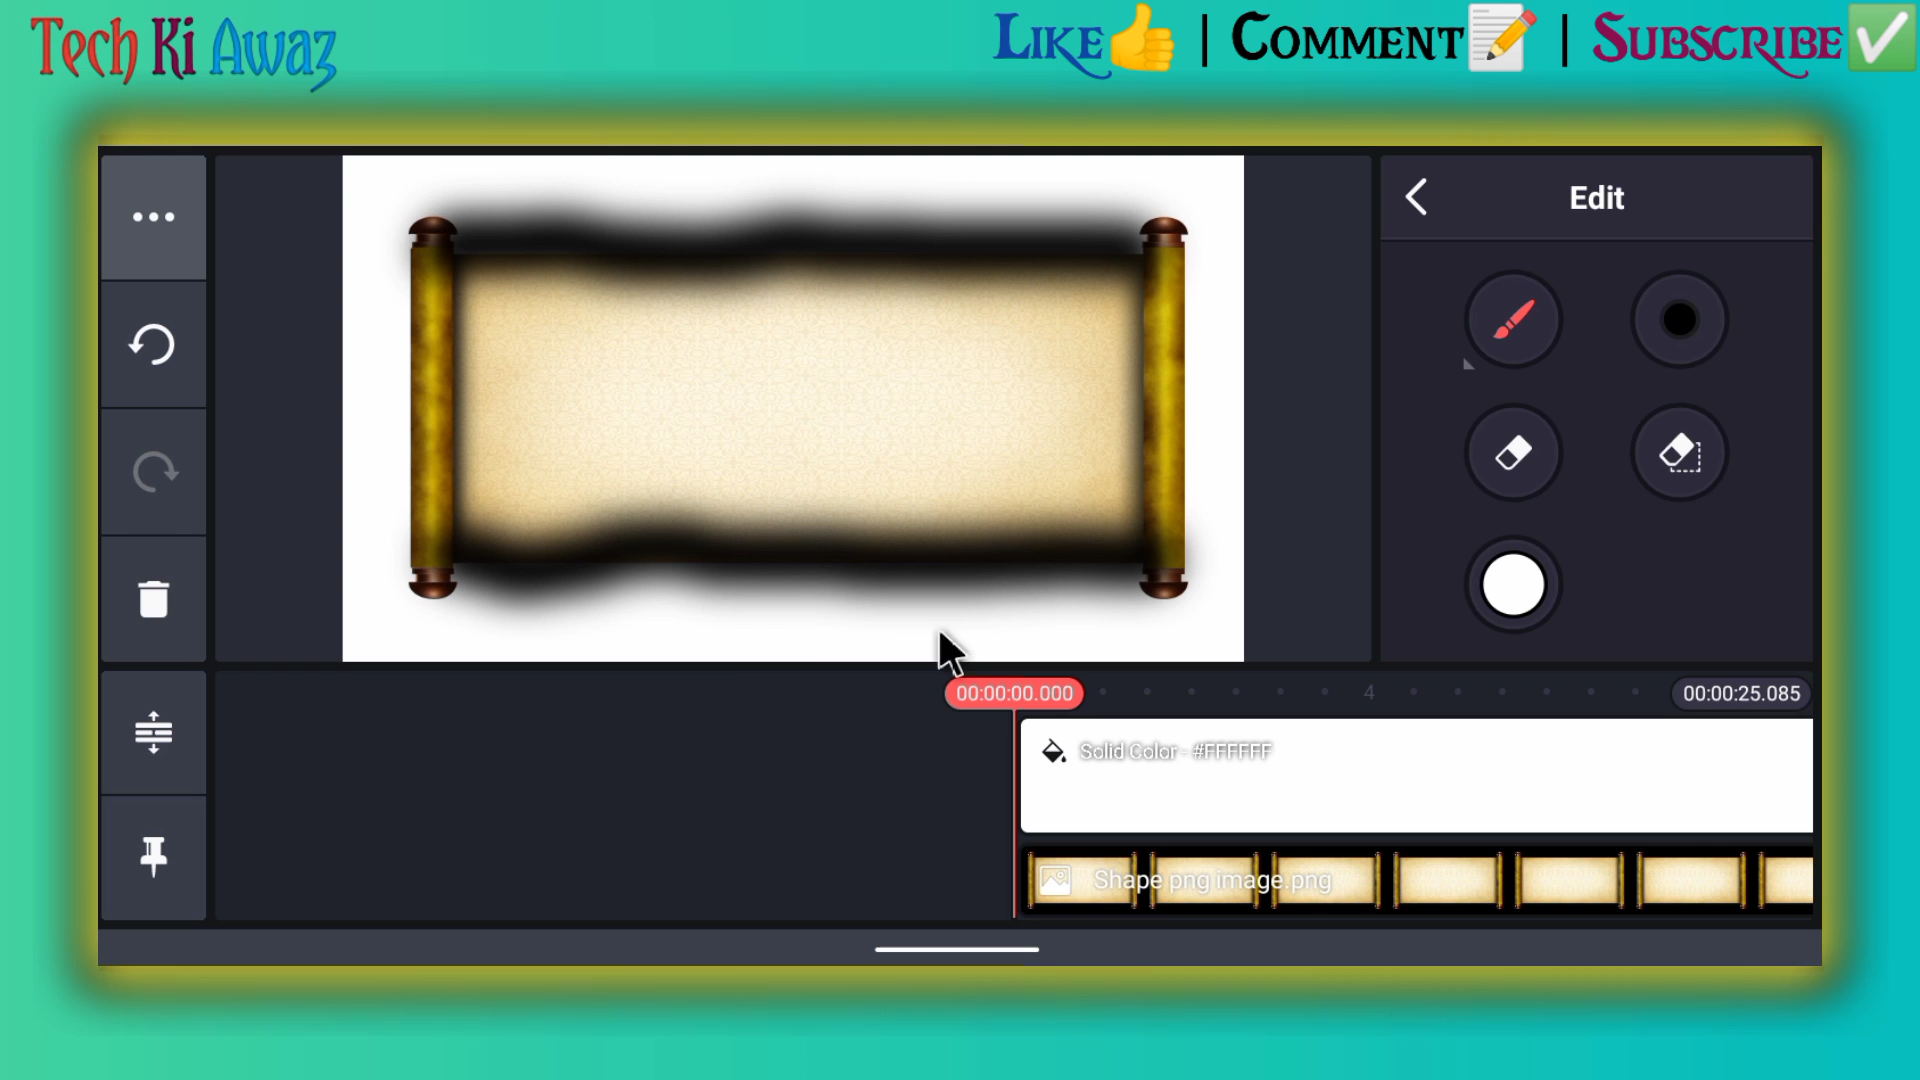 Tech Ki Awaz
Like👍 | Comment📝 | Subscribe✅
Edit
00:00:00.000
4
00:00:25.085
Solid Color - #FFFFFF
Shape png image.png